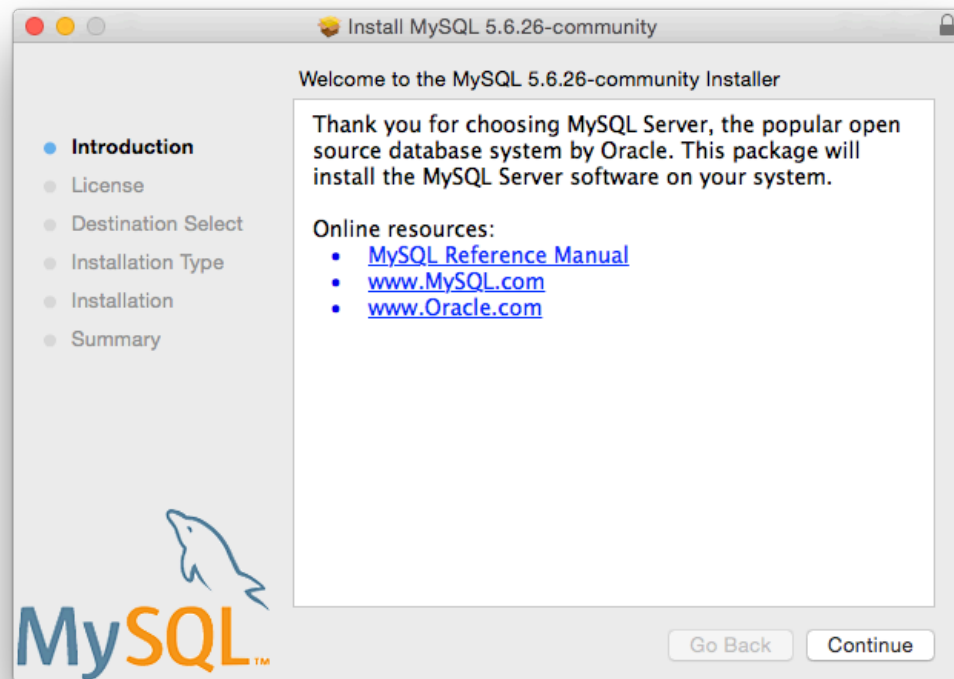 Install MySQL 5.6.26-community
Welcome to the MySQL 5.6.26-community Installer
Introduction
License
Destination Select
Installation Type
Installation
Summary
Thank you for choosing MySQL Server, the popular open
source database system by Oracle. This package will
install the MySQL Server software on your system.
Online resources:
• MySQL Reference Manual
• www.MySQL.com
• www.Oracle.com
MySQL™
Go Back
Continue